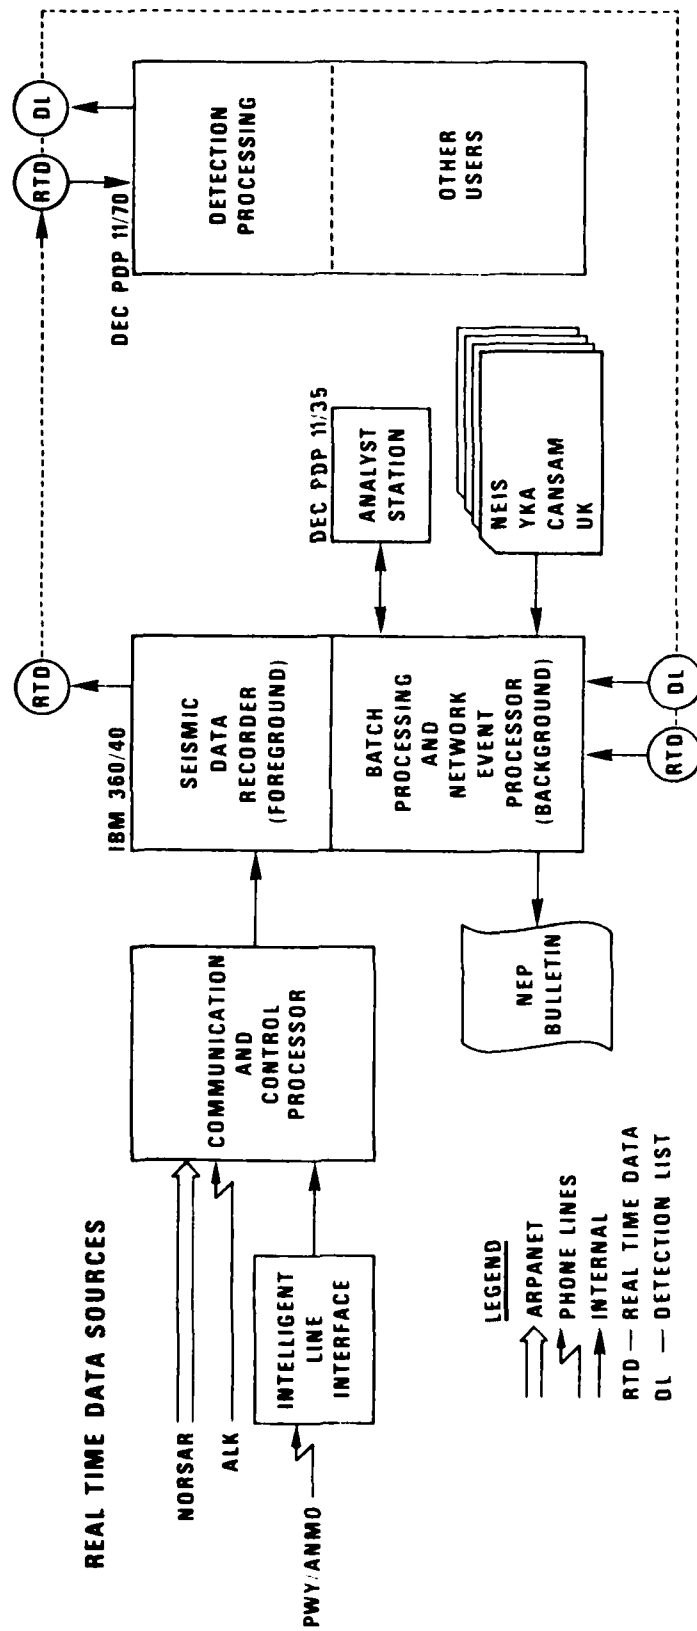 REAL TIME DATA SOURCES
NORSAR
ALK
PWY/ANMO
INTELLIGENT
LINE
INTERFACE
COMMUNICATION
AND
CONTROL
PROCESSOR
IBM 360/40
SEISMIC
DATA
RECORDER
(FOREGROUND)
BATCH
PROCESSING
AND
NETWORK
EVENT
PROCESSOR
(BACKGROUND)
RTD
RTD
DL
NEP
BULLETIN
DEC PDP 11/35
ANALYST
STATION
NEIS
YKA
CANSAM
UK
DEC PDP 11/70
RTD
DL
DETECTION
PROCESSING
OTHER
USERS
LEGEND
ARPANET
PHONE LINES
INTERNAL
RTD — REAL TIME DATA
DL — DETECTION LIST